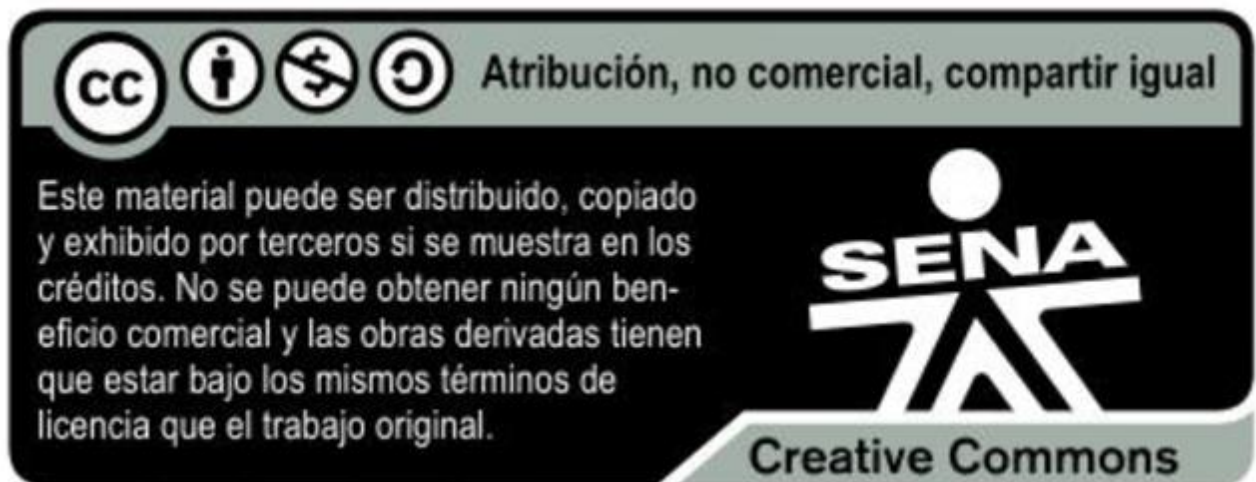 cc Atribución, no comercial, compartir igual
Este material puede ser distribuido, copiado
y exhibido por terceros si se muestra en los
créditos. No se puede obtener ningún ben-
eficio comercial y las obras derivadas tienen
que estar bajo los mismos términos de
licencia que el trabajo original.
SENA
Creative Commons